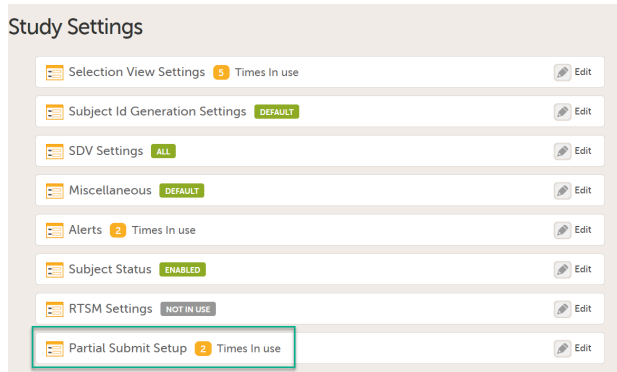 Study Settings
Selection View Settings 5 Times In use Edit
Subject Id Generation Settings DEFAULT Edit
SDV Settings ALL Edit
Miscellaneous DEFAULT Edit
Alerts 2 Times In use Edit
Subject Status ENABLED Edit
RTSM Settings NOT IN USE Edit
Partial Submit Setup 2 Times In use Edit